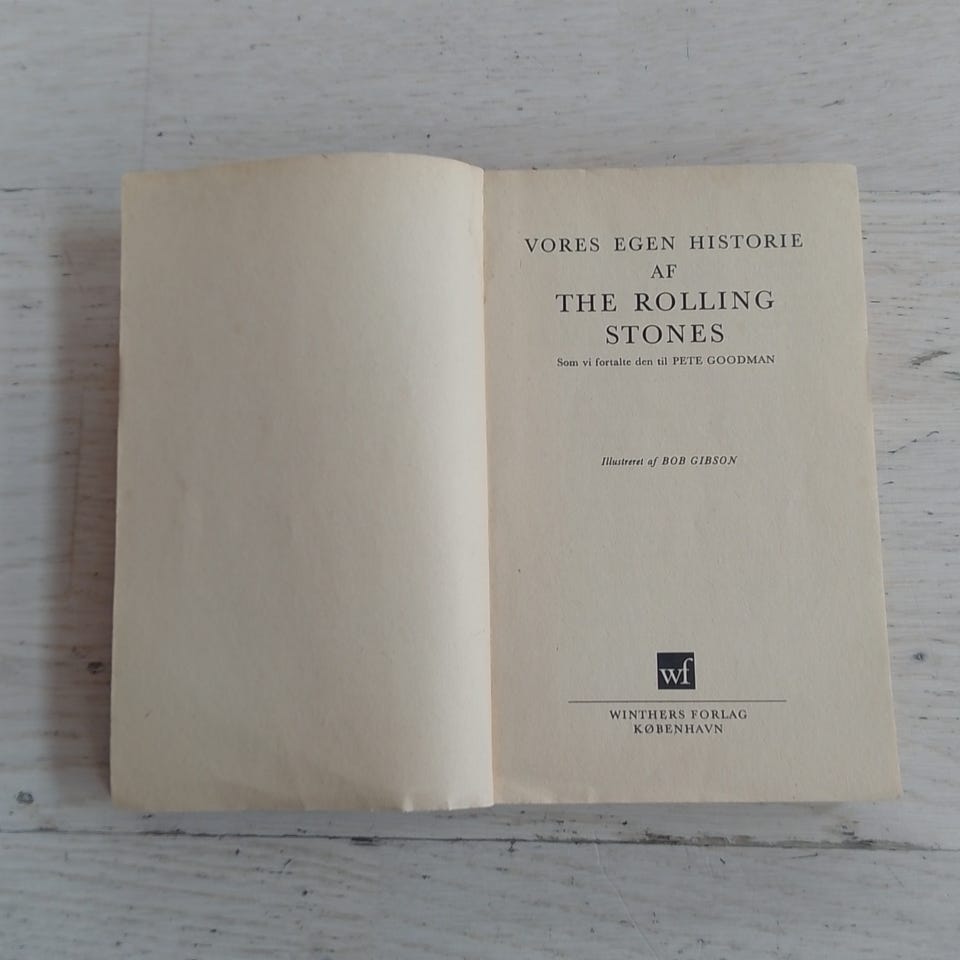 VORES EGEN HISTORIE
AF
THE ROLLING
STONES
Som vi fortalte den til PETE GOODMAN
Illustreret af BOB GIBSON
wf
WINTHERS FORLAG
KØBENHAVN